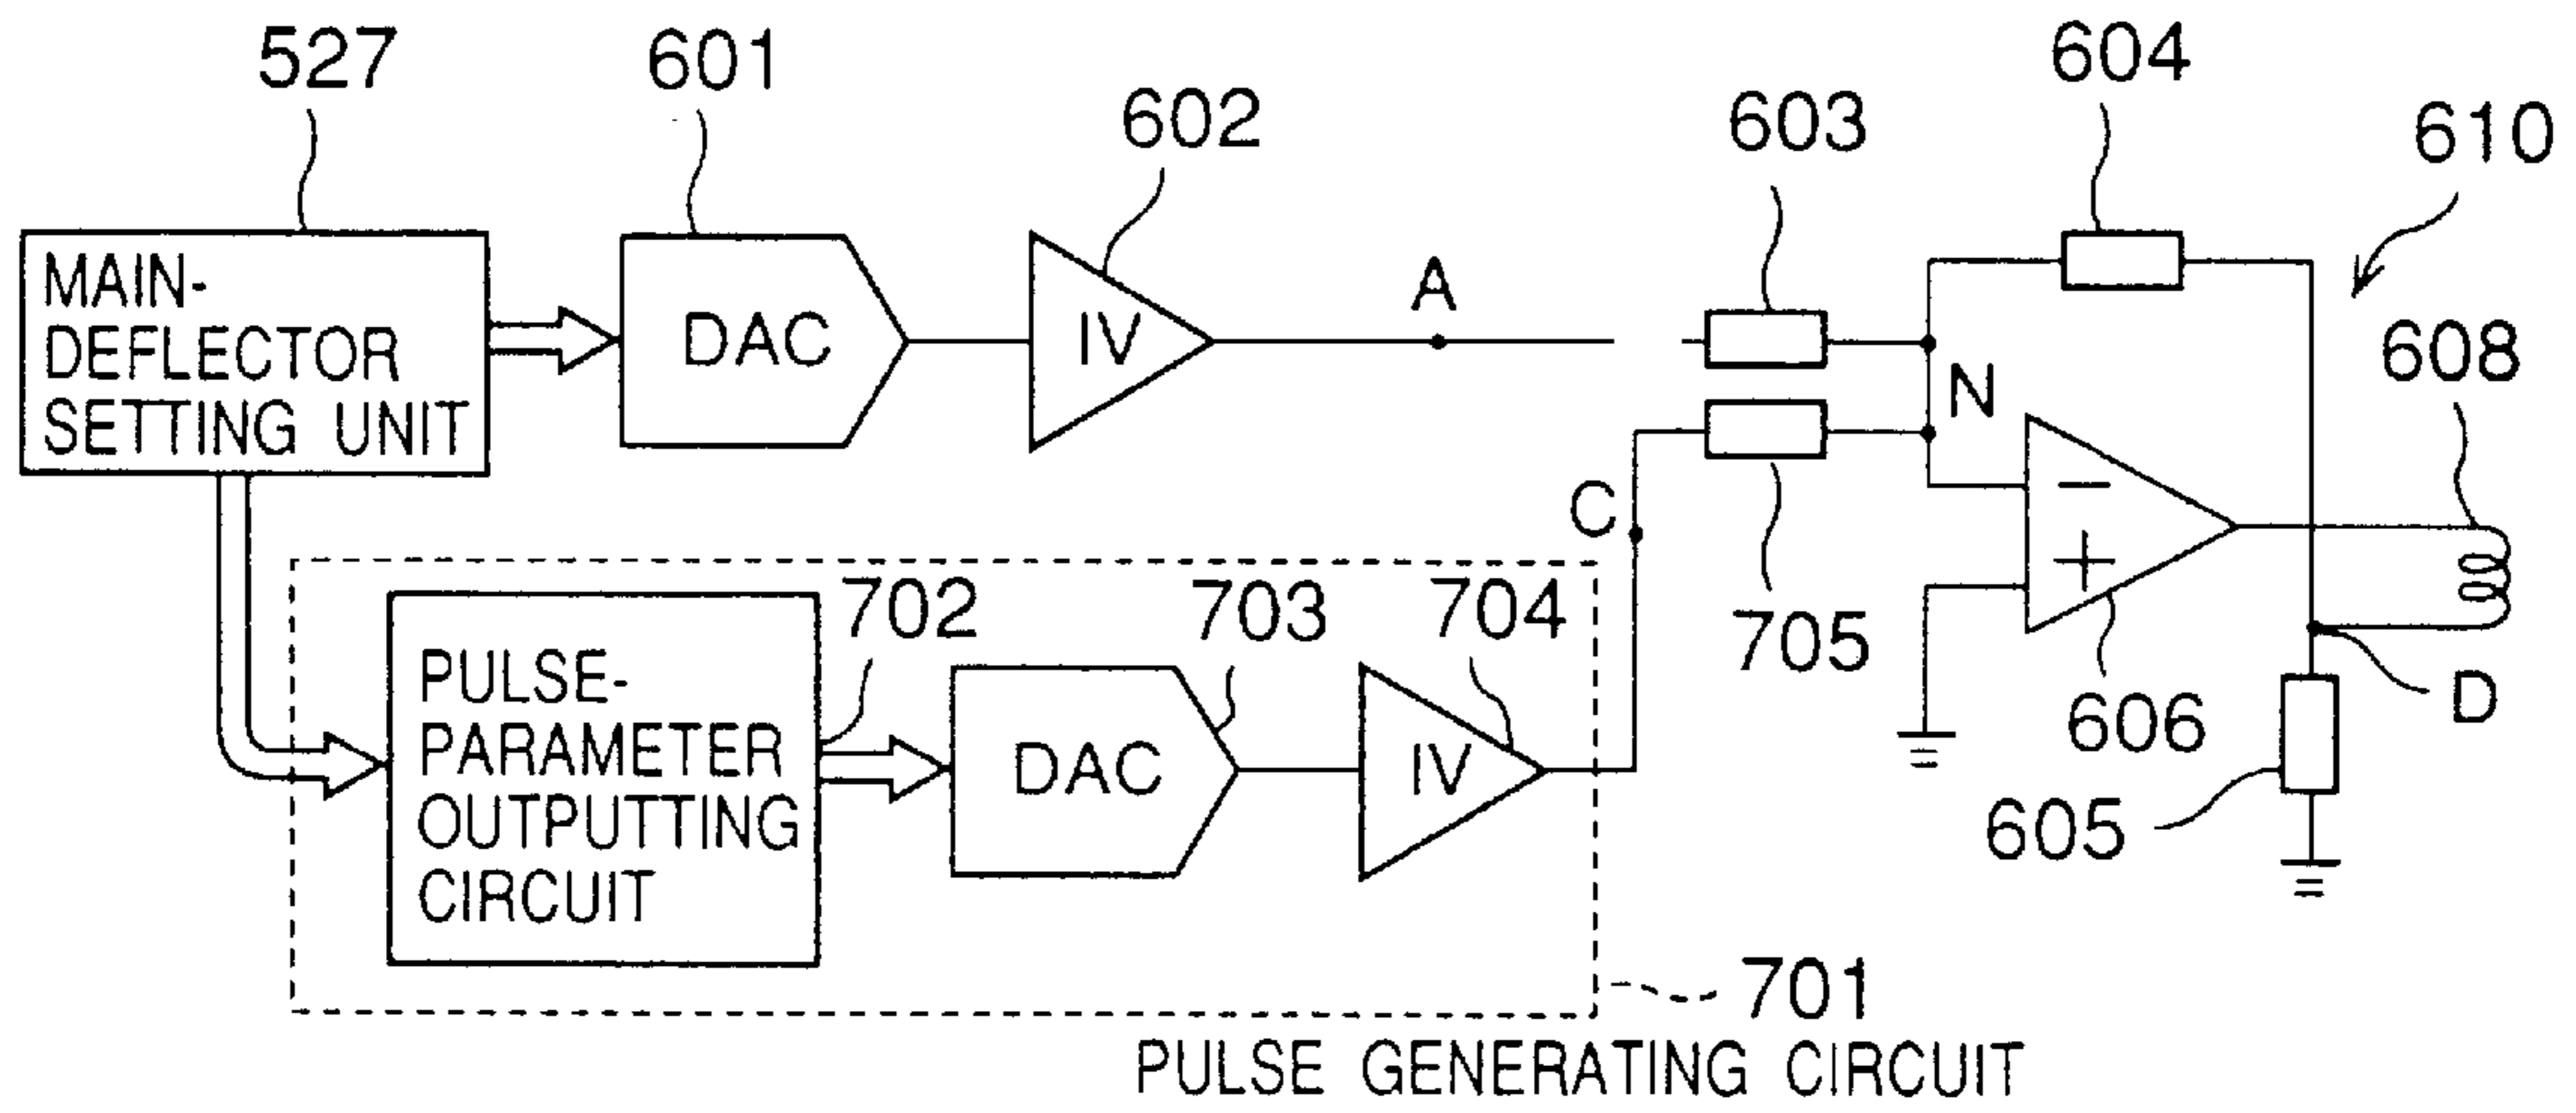 527
601
602
603
604
610
MAIN-
DEFLECTOR
SETTING UNIT
DAC
IV
A
N
608
C
−
+
702
703
704
705
606
D
605
PULSE-
PARAMETER
OUTPUTTING
CIRCUIT
DAC
IV
701
PULSE GENERATING CIRCUIT